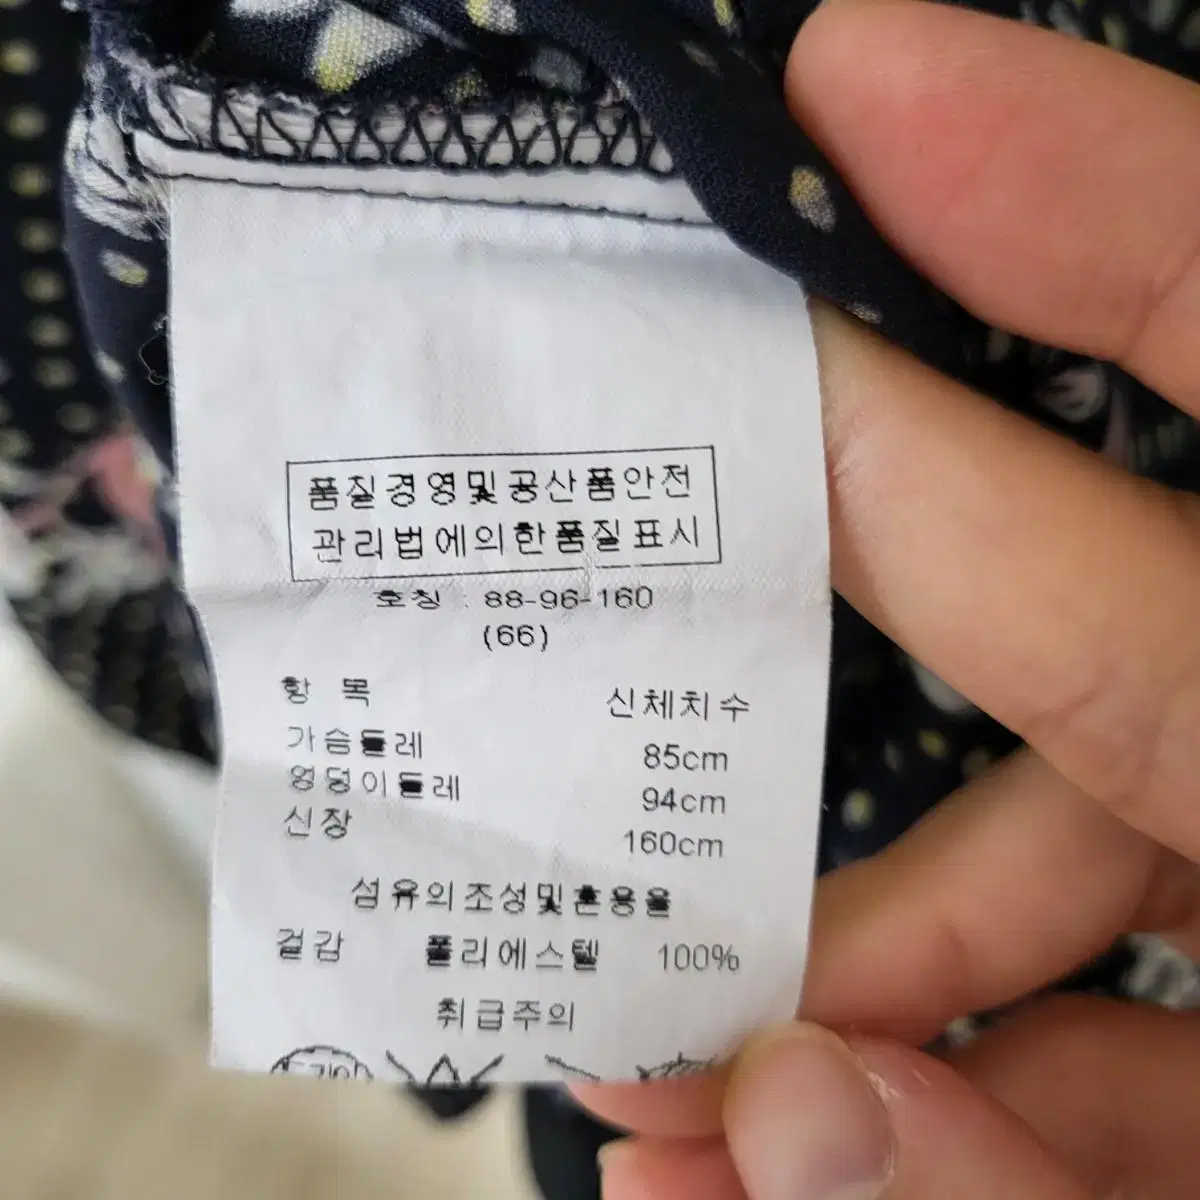 품질경영및공산품안전
관리법에의한품질표시
호칭 : 88-96-160
(66)
항 목 신체치수
가슴둘레 85cm
엉덩이둘레 94cm
신장 160cm
섬유의조성및혼용율
겉감 폴리에스텔 100%
취급주의
드라이